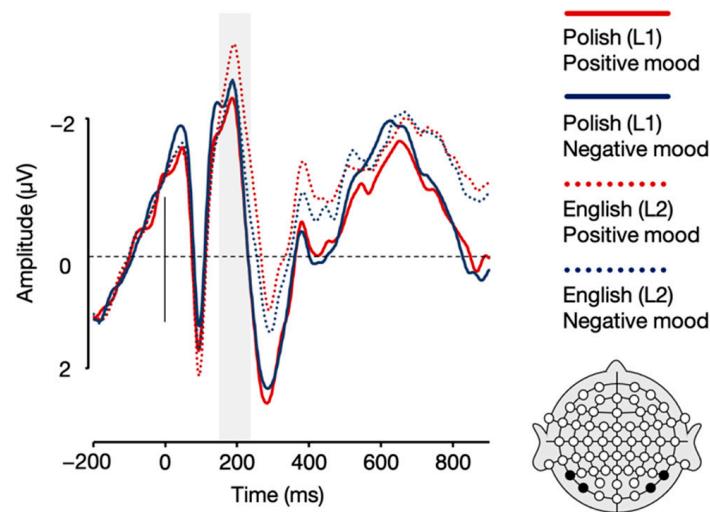 Polish (L1)
Positive mood
Polish (L1)
Negative mood
English (L2)
Positive mood
English (L2)
Negative mood
Amplitude (µV)
−2
0
2
−200
0
200
400
600
800
Time (ms)